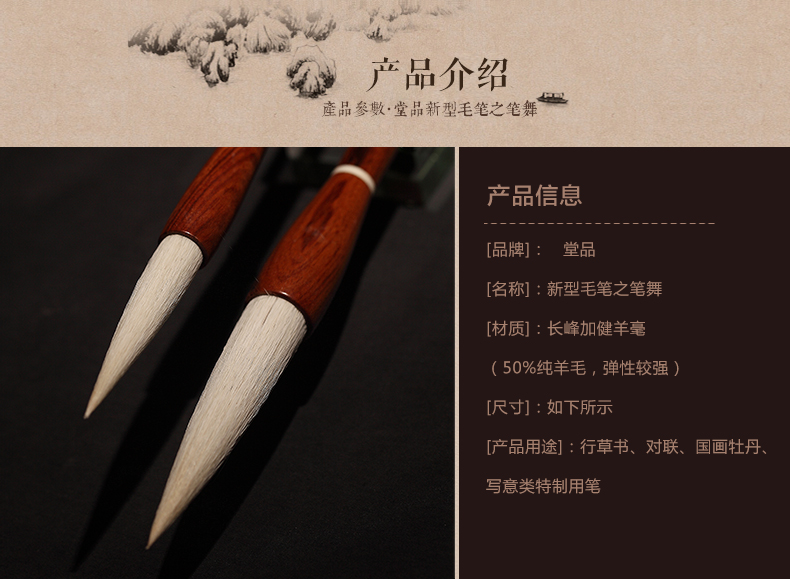 产品介绍
產品參數·堂品新型毛笔之笔舞
产品信息
[品牌]： 堂品
[名称]：新型毛笔之笔舞
[材质]：长峰加健羊毫
（50%纯羊毛，弹性较强）
[尺寸]：如下所示
[产品用途]：行草书、对联、国画牡丹、
写意类特制用笔